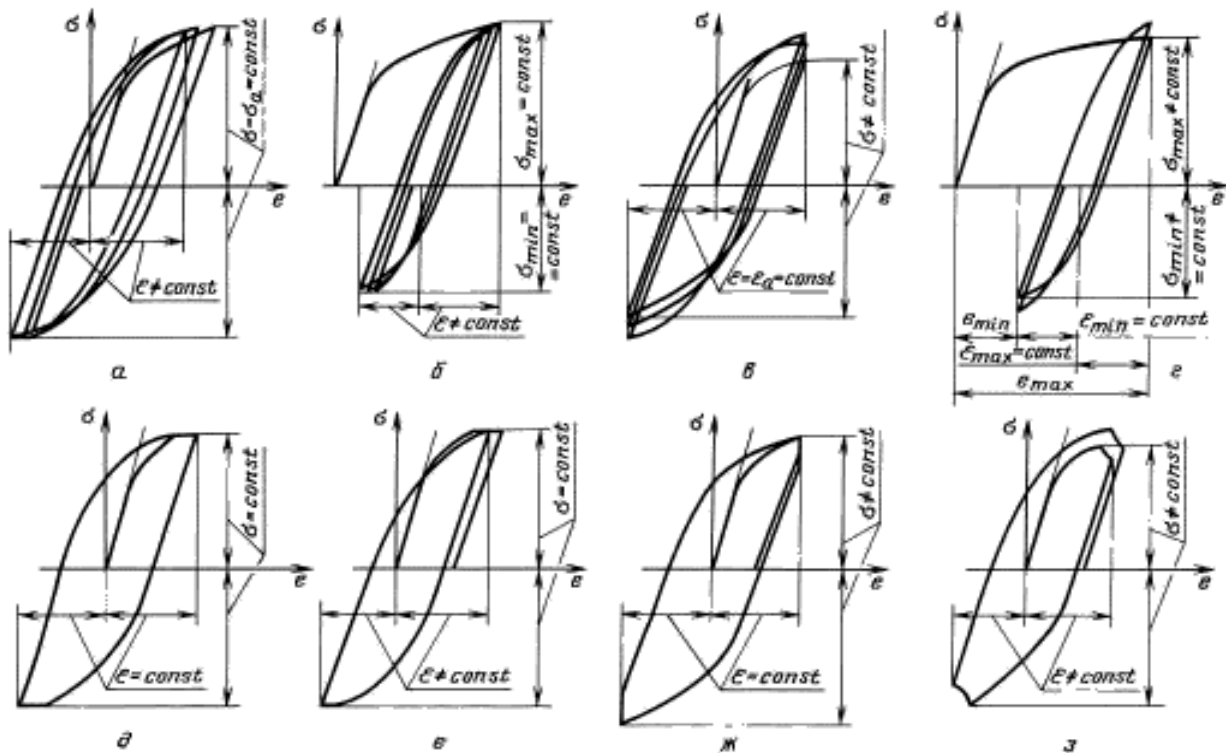 σ
e
σ=σa=const
ε≠const
а
σ
e
σmax=const
σmin=
=const
ε≠const
б
σ
e
σ≠const
ε=εa=const
в
σ
e
σmax≠const
σmin≠
=const
emin
εmin=const
εmax=const
emax
г
σ
e
σ=const
ε=const
д
σ
e
σ=const
ε≠const
е
σ
e
σ≠const
ε=const
ж
σ
e
σ≠const
ε≠const
з